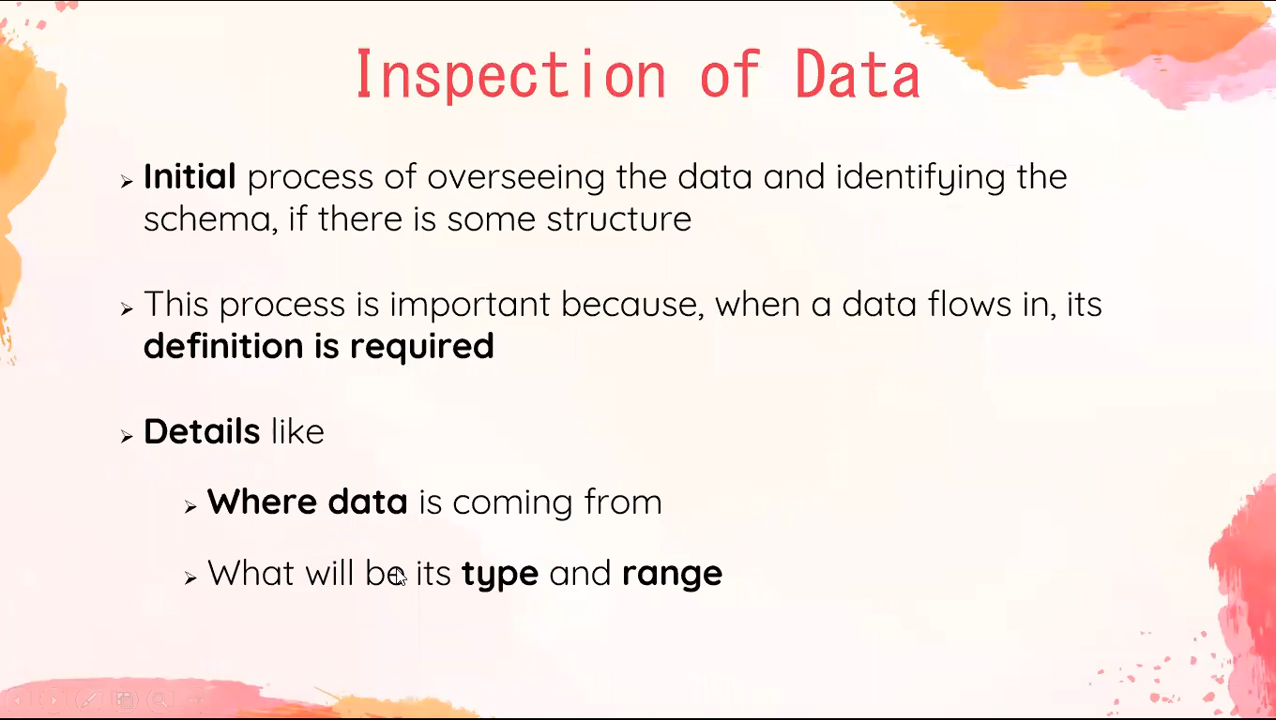 Inspection of Data
Initial process of overseeing the data and identifying the
schema, if there is some structure
This process is important because, when a data flows in, its
definition is required
Details like
Where data is coming from
What will be its type and range